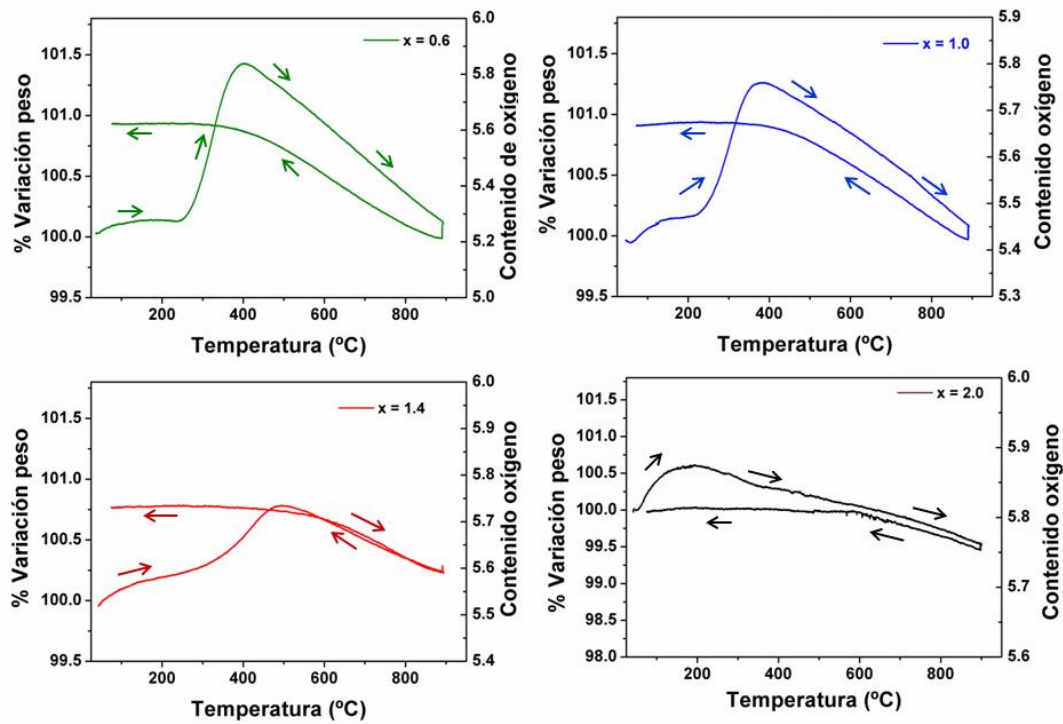 6.0
101.5
101.0
100.5
100.0
99.5
5.8
5.6
5.4
5.2
5.0
% Variación peso
Contenido de oxígeno
x = 0.6
200 400 600 800
Temperatura (ºC)
5.9
101.5
101.0
100.5
100.0
99.5
5.8
5.7
5.6
5.5
5.4
5.3
% Variación peso
Contenido oxígeno
x = 1.0
200 400 600 800
Temperatura (ºC)
6.0
101.5
101.0
100.5
100.0
99.5
5.9
5.8
5.7
5.6
5.5
5.4
% Variación peso
Contenido oxígeno
x = 1.4
200 400 600 800
Temperatura (ºC)
6.0
101.5
101.0
100.5
100.0
99.5
99.0
98.5
98.0
5.9
5.8
5.7
5.6
% Variación peso
Contenido oxígeno
x = 2.0
200 400 600 800
Temperatura (ºC)